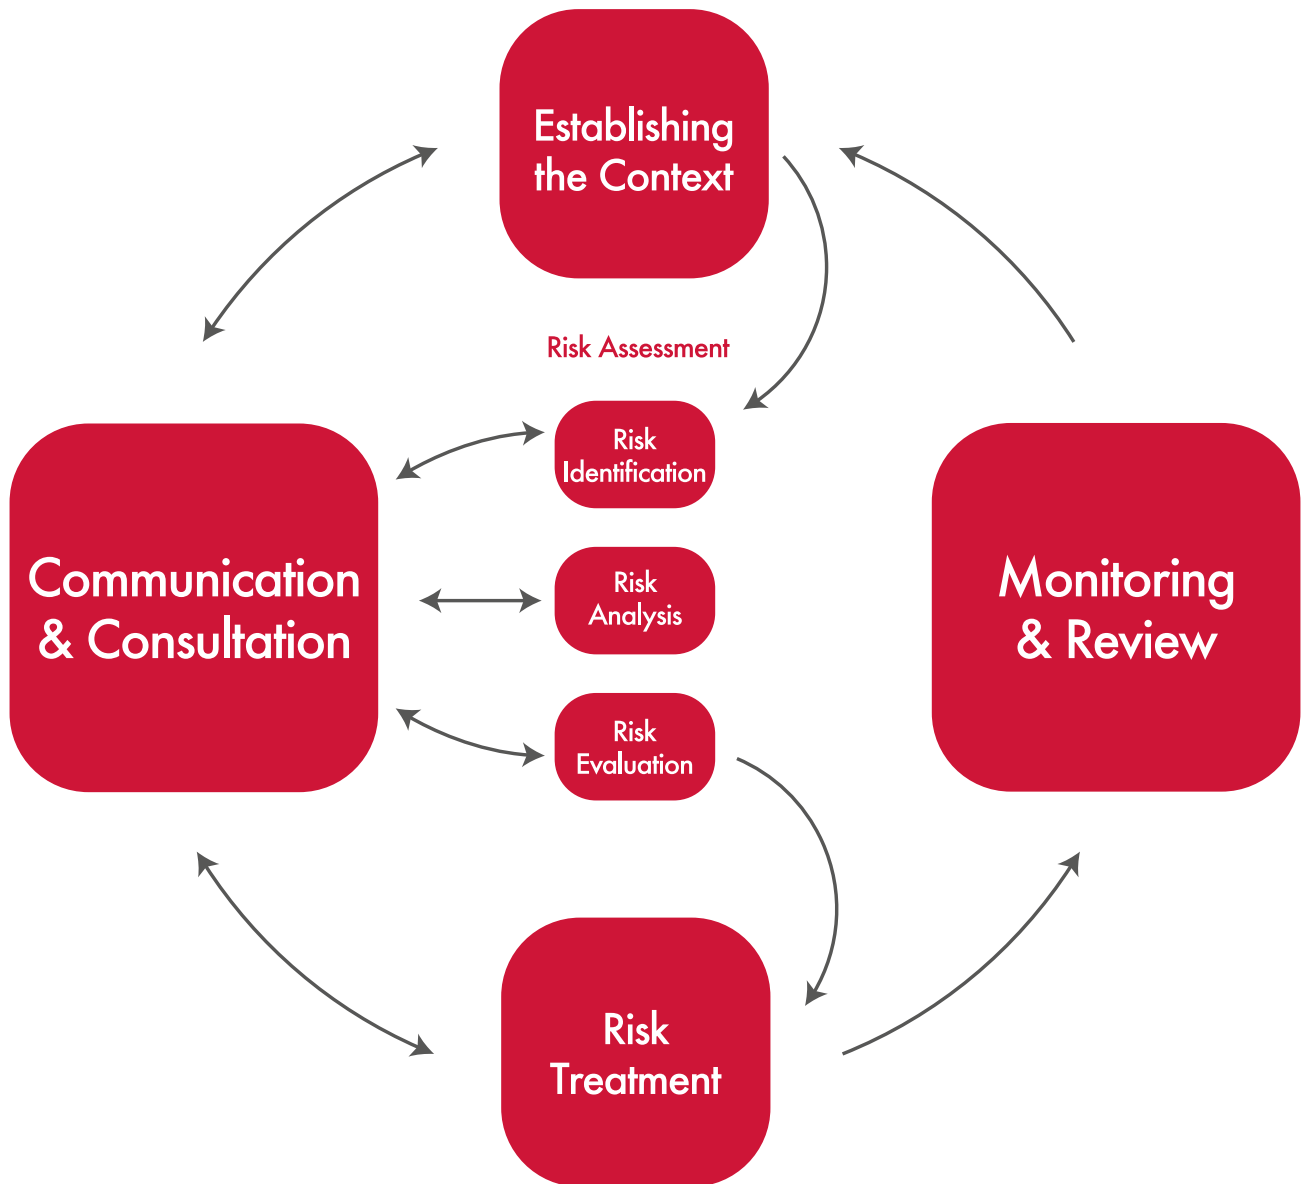 Establishing
the Context
Risk Assessment
Risk
Identification
Communication
& Consultation
Risk
Analysis
Monitoring
& Review
Risk
Evaluation
Risk
Treatment